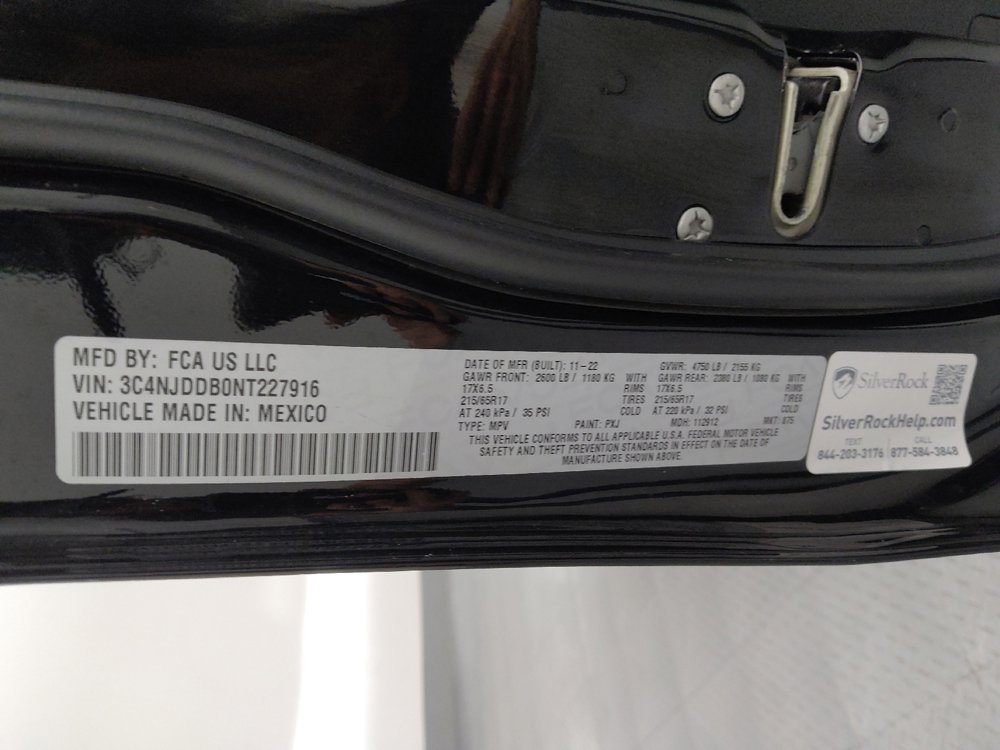 MFD BY: FCA US LLC
VIN: 3C4NJDDB0NT227916
VEHICLE MADE IN: MEXICO
DATE OF MFR (BUILT): 11-22 GVWR: 4750 LB / 2155 KG
GAWR FRONT: 2600 LB / 1180 KG WITH GAWR REAR: 2380 LB / 1080 KG WITH
17X6.5 RIMS 17X6.5 RIMS
215/65R17 TIRES 215/65R17 TIRES
AT 240 kPa / 35 PSI COLD AT 220 kPa / 32 PSI COLD
TYPE: MPV PAINT: PXJ MDH: 112912 MKT: 875
THIS VEHICLE CONFORMS TO ALL APPLICABLE U.S.A. FEDERAL MOTOR VEHICLE
SAFETY AND THEFT PREVENTION STANDARDS IN EFFECT ON THE DATE OF
MANUFACTURE SHOWN ABOVE.
SilverRock
SilverRockHelp.com
TEXT CALL
844-203-3176 877-584-3848